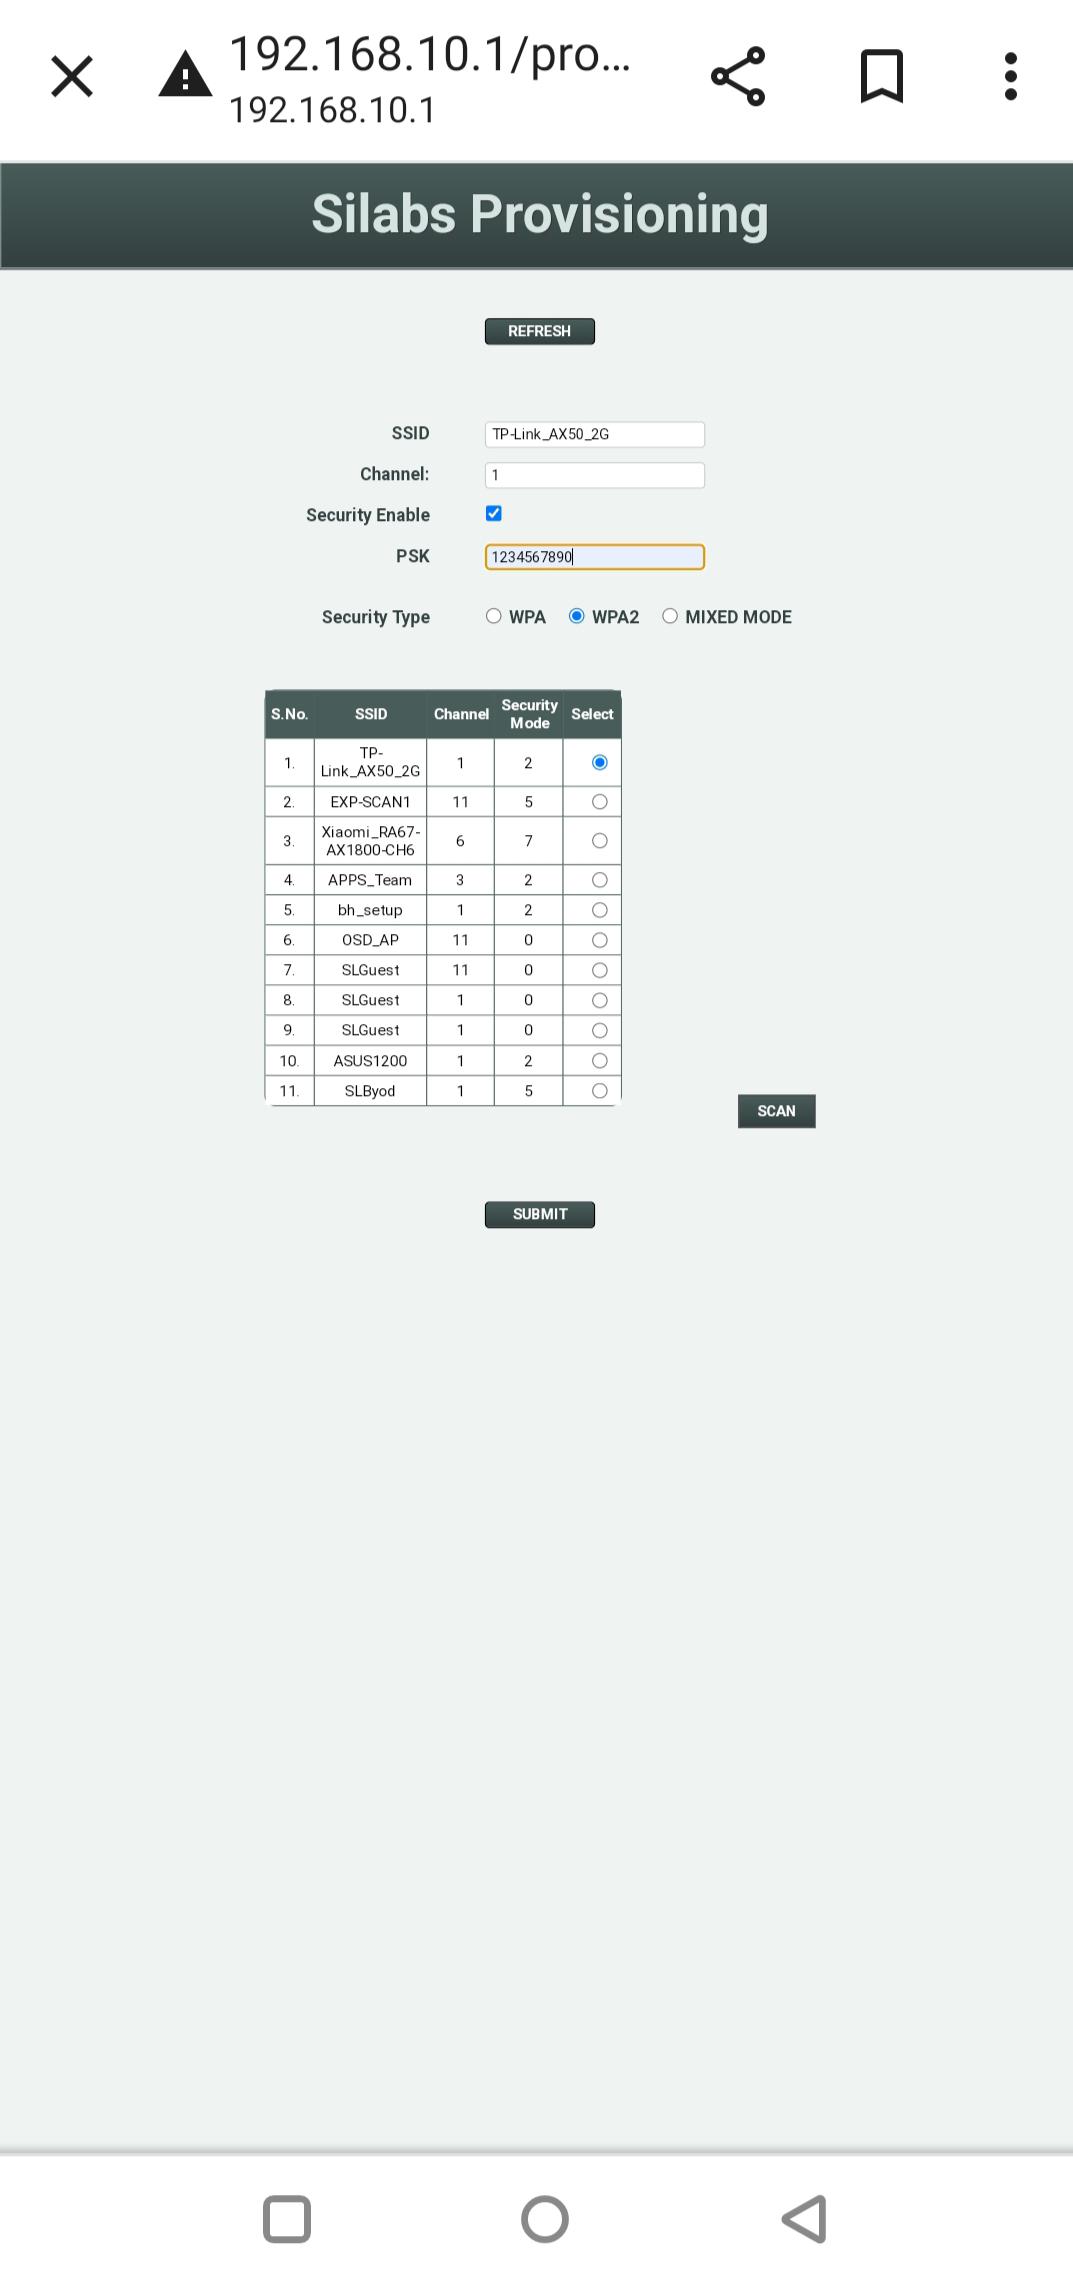 192.168.10.1/pro...
192.168.10.1
Silabs Provisioning
REFRESH
SSID TP-Link_AX50_2G
Channel: 1
Security Enable
PSK 1234567890
Security Type WPA WPA2 MIXED MODE
S.No. SSID Channel Security Mode Select
1. TP-Link_AX50_2G 1 2
2. EXP-SCAN1 11 5
3. Xiaomi_RA67-AX1800-CH6 6 7
4. APPS_Team 3 2
5. bh_setup 1 2
6. OSD_AP 11 0
7. SLGuest 11 0
8. SLGuest 1 0
9. SLGuest 1 0
10. ASUS1200 1 2
11. SLByod 1 5
SCAN
SUBMIT